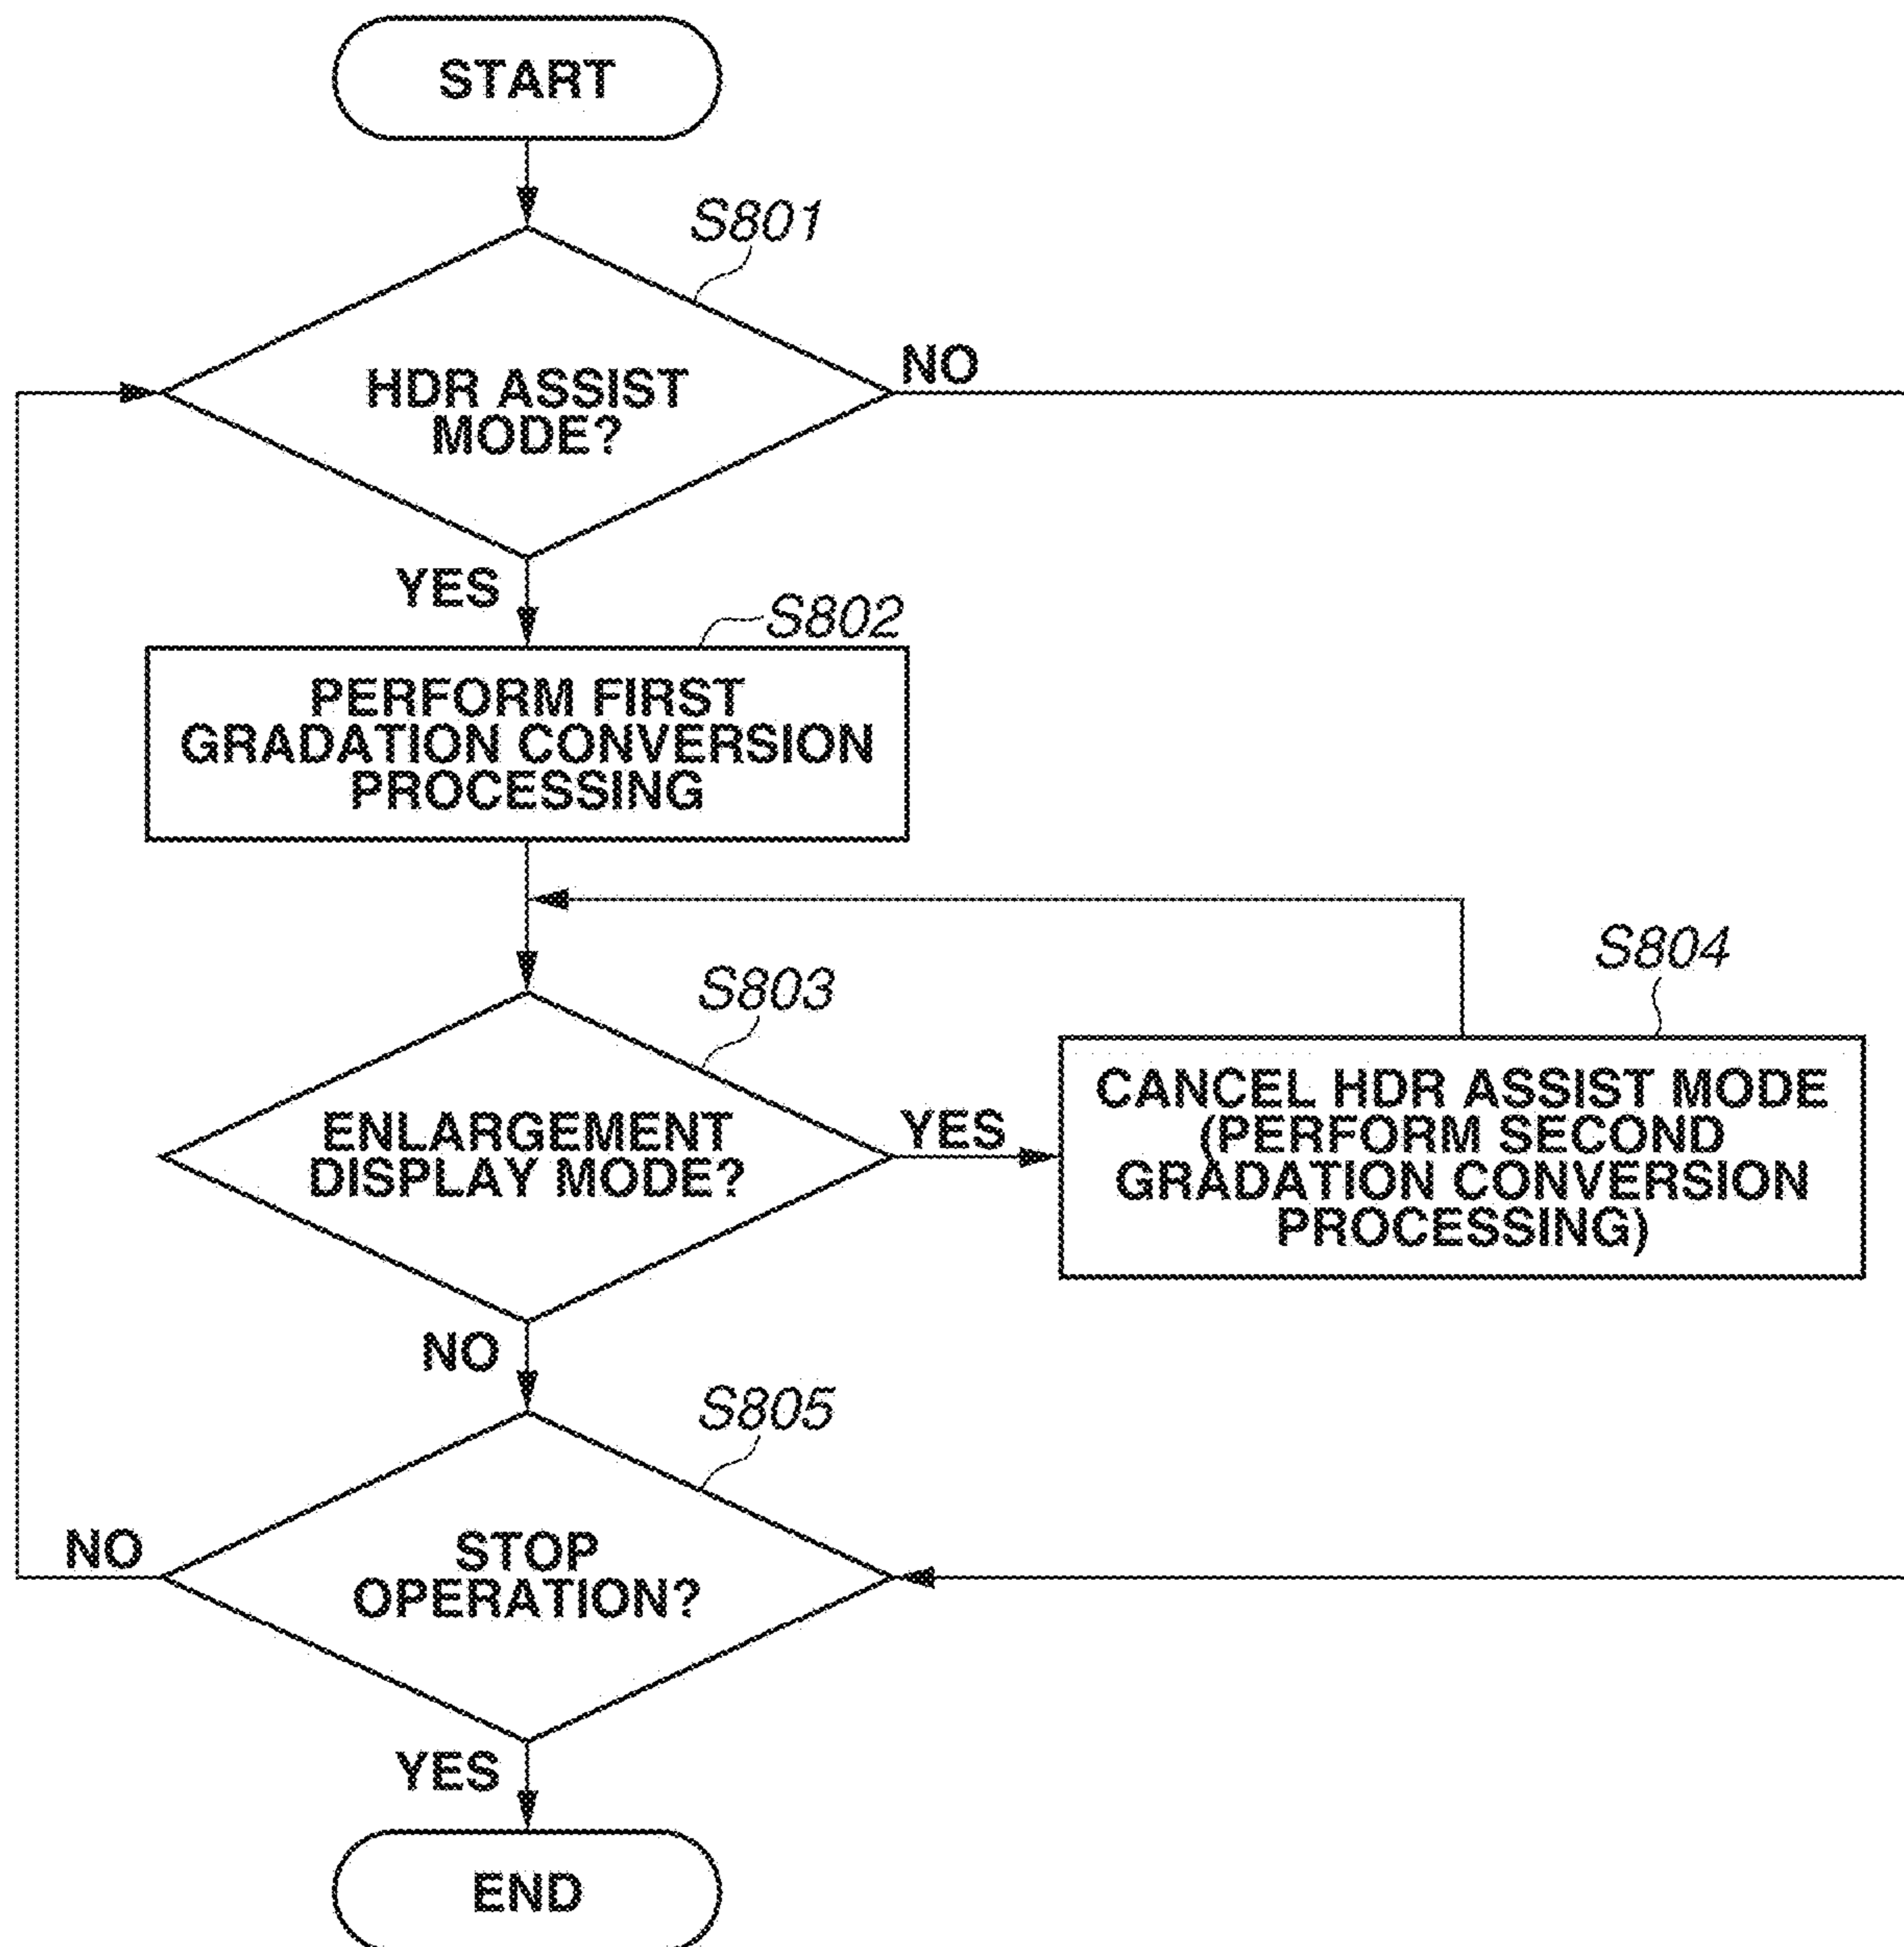 START
S801
HDR ASSIST
MODE?
NO
YES
S802
PERFORM FIRST
GRADATION CONVERSION
PROCESSING
S803
S804
ENLARGEMENT
DISPLAY MODE?
YES
CANCEL HDR ASSIST MODE
(PERFORM SECOND
GRADATION CONVERSION
PROCESSING)
NO
S805
STOP
OPERATION?
NO
YES
END